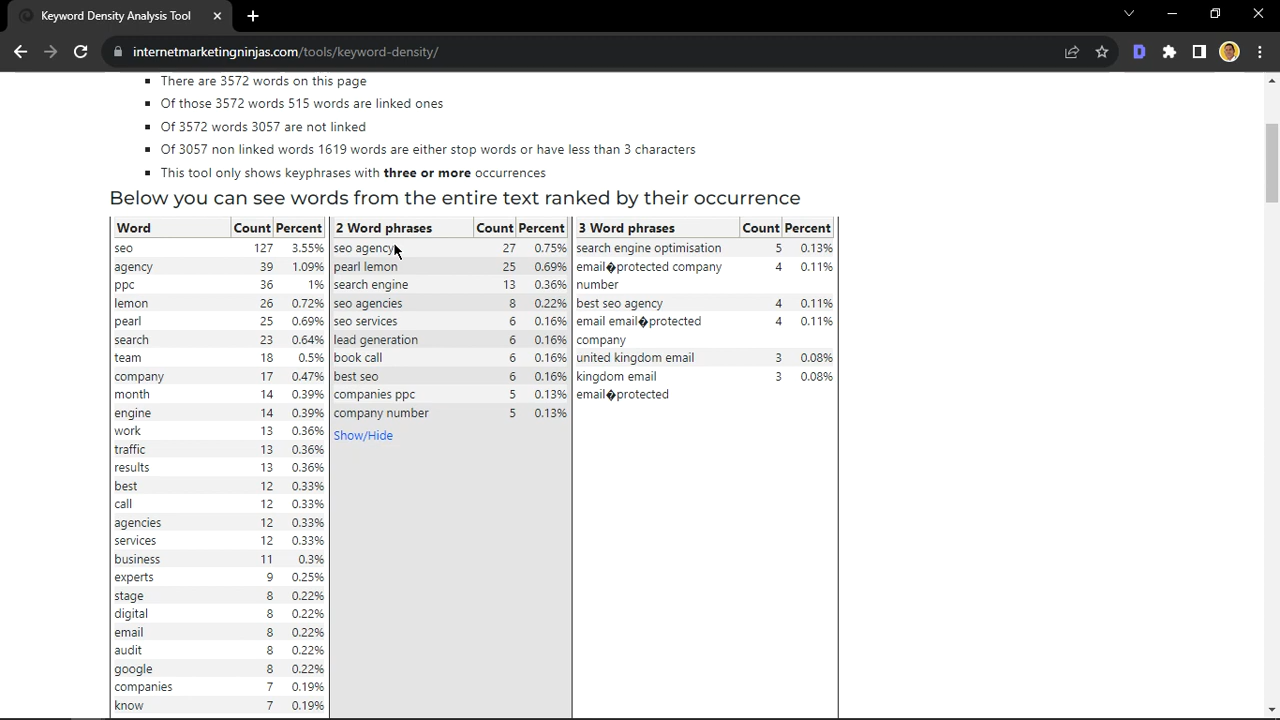 Keyword Density Analysis Tool
internetmarketingninjas.com/tools/keyword-density/
There are 3572 words on this page
Of those 3572 words 515 words are linked ones
Of 3572 words 3057 are not linked
Of 3057 non linked words 1619 words are either stop words or have less than 3 characters
This tool only shows keyphrases with three or more occurrences
Below you can see words from the entire text ranked by their occurrence
Word Count Percent
seo 127 3.55%
agency 39 1.09%
ppc 36 1%
lemon 26 0.72%
pearl 25 0.69%
search 23 0.64%
team 18 0.5%
company 17 0.47%
month 14 0.39%
engine 14 0.39%
work 13 0.36%
traffic 13 0.36%
results 13 0.36%
best 12 0.33%
call 12 0.33%
agencies 12 0.33%
services 12 0.33%
business 11 0.3%
experts 9 0.25%
stage 8 0.22%
digital 8 0.22%
email 8 0.22%
audit 8 0.22%
google 8 0.22%
companies 7 0.19%
know 7 0.19%
2 Word phrases Count Percent
seo agency 27 0.75%
pearl lemon 25 0.69%
search engine 13 0.36%
seo agencies 8 0.22%
seo services 6 0.16%
lead generation 6 0.16%
book call 6 0.16%
best seo 6 0.16%
companies ppc 5 0.13%
company number 5 0.13%
Show/Hide
3 Word phrases Count Percent
search engine optimisation 5 0.13%
email�protected company 4 0.11%
number
best seo agency 4 0.11%
email email�protected 4 0.11%
company
united kingdom email 3 0.08%
kingdom email 3 0.08%
email�protected